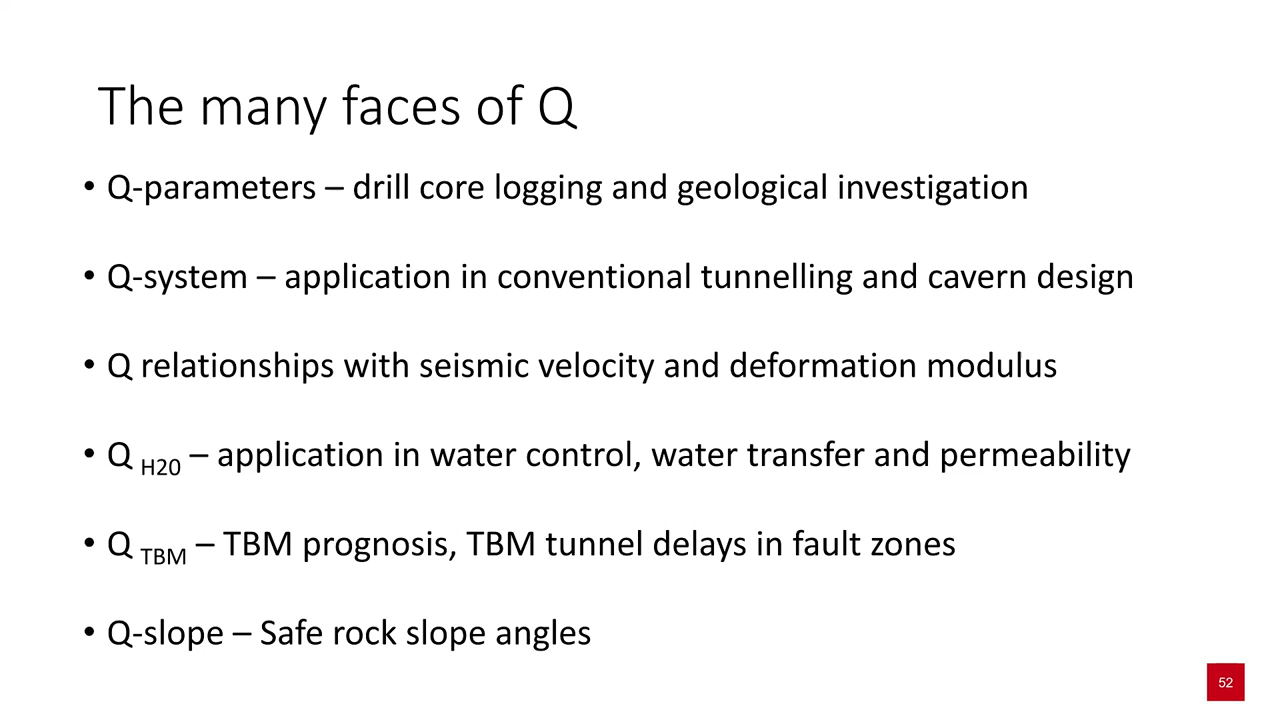 The many faces of Q
• Q-parameters – drill core logging and geological investigation
• Q-system – application in conventional tunnelling and cavern design
• Q relationships with seismic velocity and deformation modulus
• Q H20 – application in water control, water transfer and permeability
• Q TBM – TBM prognosis, TBM tunnel delays in fault zones
• Q-slope – Safe rock slope angles
52